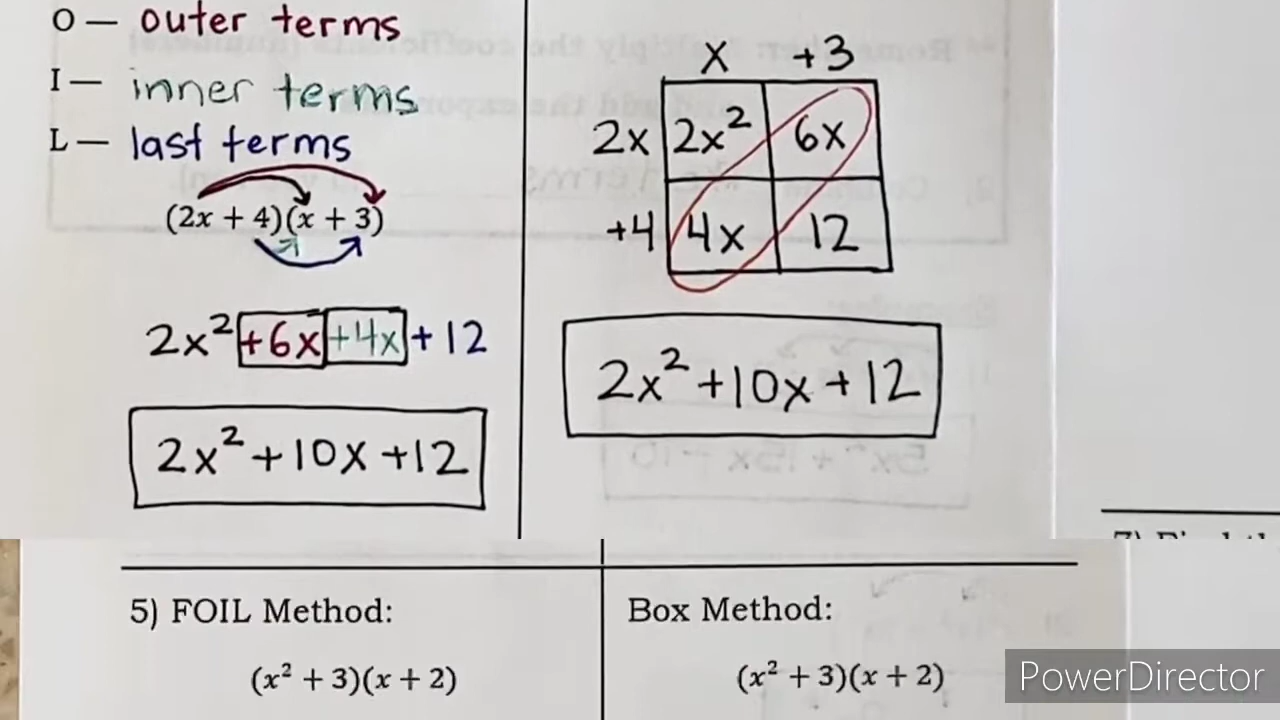 O — outer terms
I — inner terms
L — last terms
(2x + 4)(x + 3)
2x² +6x +4x + 12
2x² + 10x + 12
x +3
2x 2x² 6x
+4 4x 12
2x² + 10x + 12
5) FOIL Method:
(x² + 3)(x + 2)
Box Method:
(x² + 3)(x + 2)
PowerDirector